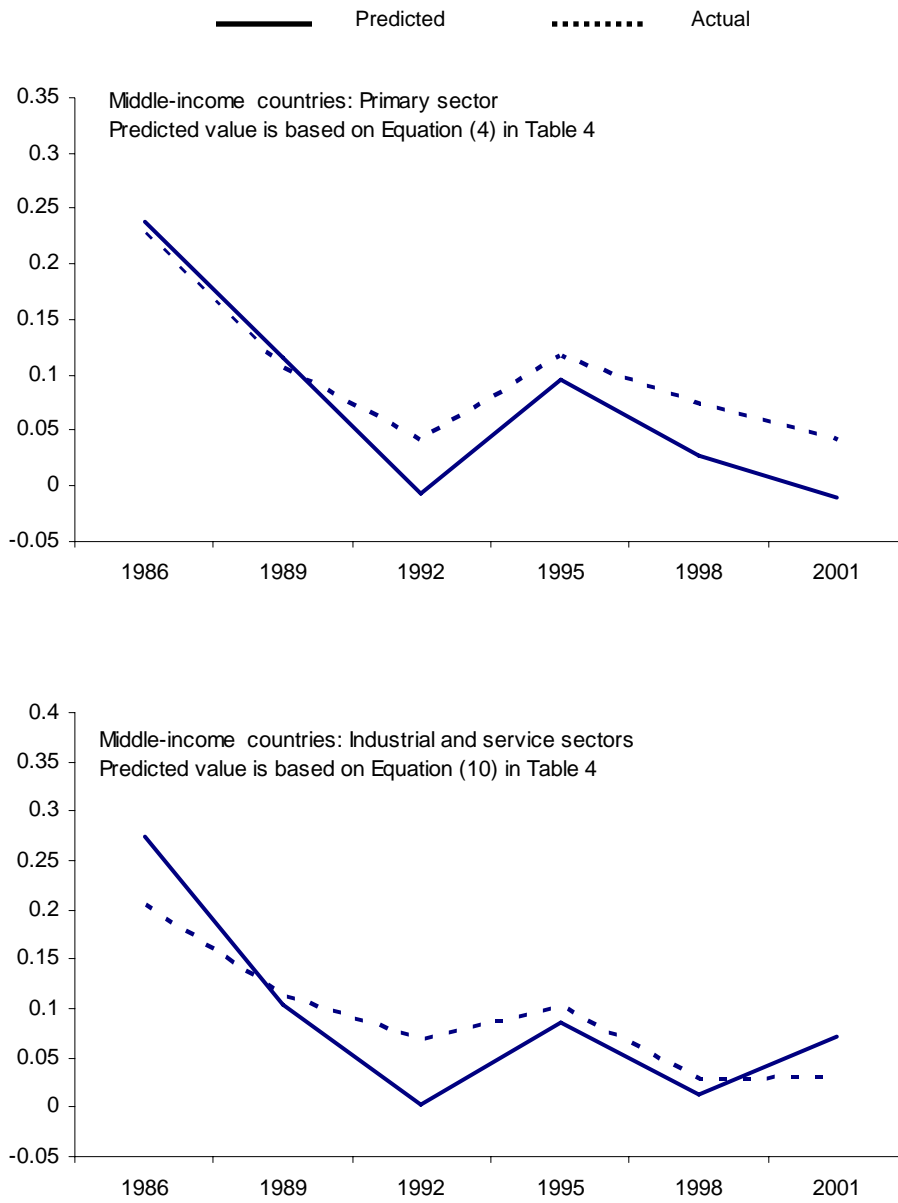 Predicted Actual
Middle-income countries: Primary sector
Predicted value is based on Equation (4) in Table 4
0.35
0.3
0.25
0.2
0.15
0.1
0.05
0
-0.05
1986 1989 1992 1995 1998 2001
Middle-income countries: Industrial and service sectors
Predicted value is based on Equation (10) in Table 4
0.4
0.35
0.3
0.25
0.2
0.15
0.1
0.05
0
-0.05
1986 1989 1992 1995 1998 2001